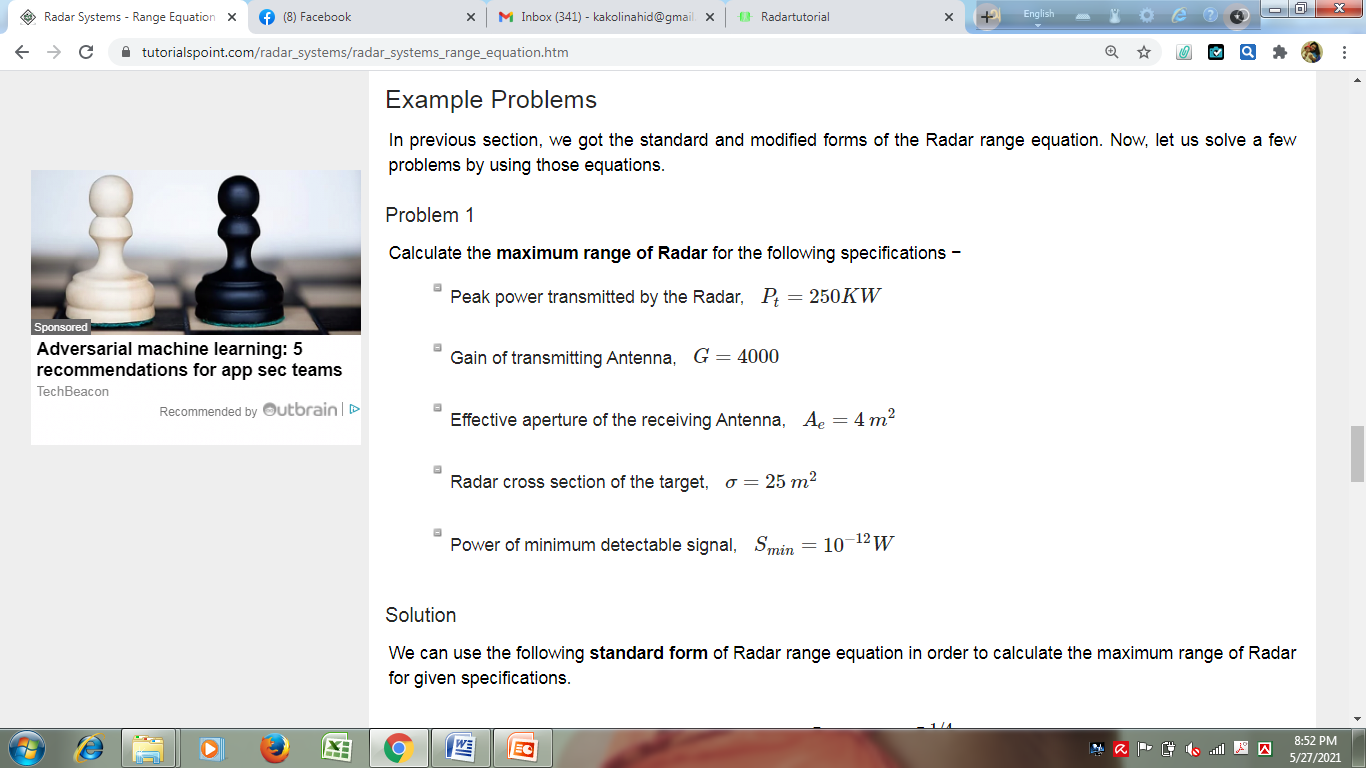 Radar Systems - Range Equation
(8) Facebook
Inbox (341) - kakolinahid@gmail.
Radartutorial
English
tutorialspoint.com/radar_systems/radar_systems_range_equation.htm
Example Problems
In previous section, we got the standard and modified forms of the Radar range equation. Now, let us solve a few
problems by using those equations.
Problem 1
Calculate the maximum range of Radar for the following specifications −
Peak power transmitted by the Radar, P_t = 250KW
Gain of transmitting Antenna, G = 4000
Effective aperture of the receiving Antenna, A_e = 4 m²
Radar cross section of the target, σ = 25 m²
Power of minimum detectable signal, S_min = 10⁻¹² W
Solution
We can use the following standard form of Radar range equation in order to calculate the maximum range of Radar
for given specifications.
1/4
Sponsored
Adversarial machine learning: 5
recommendations for app sec teams
TechBeacon
Recommended by Outbrain
8:52 PM
5/27/2021